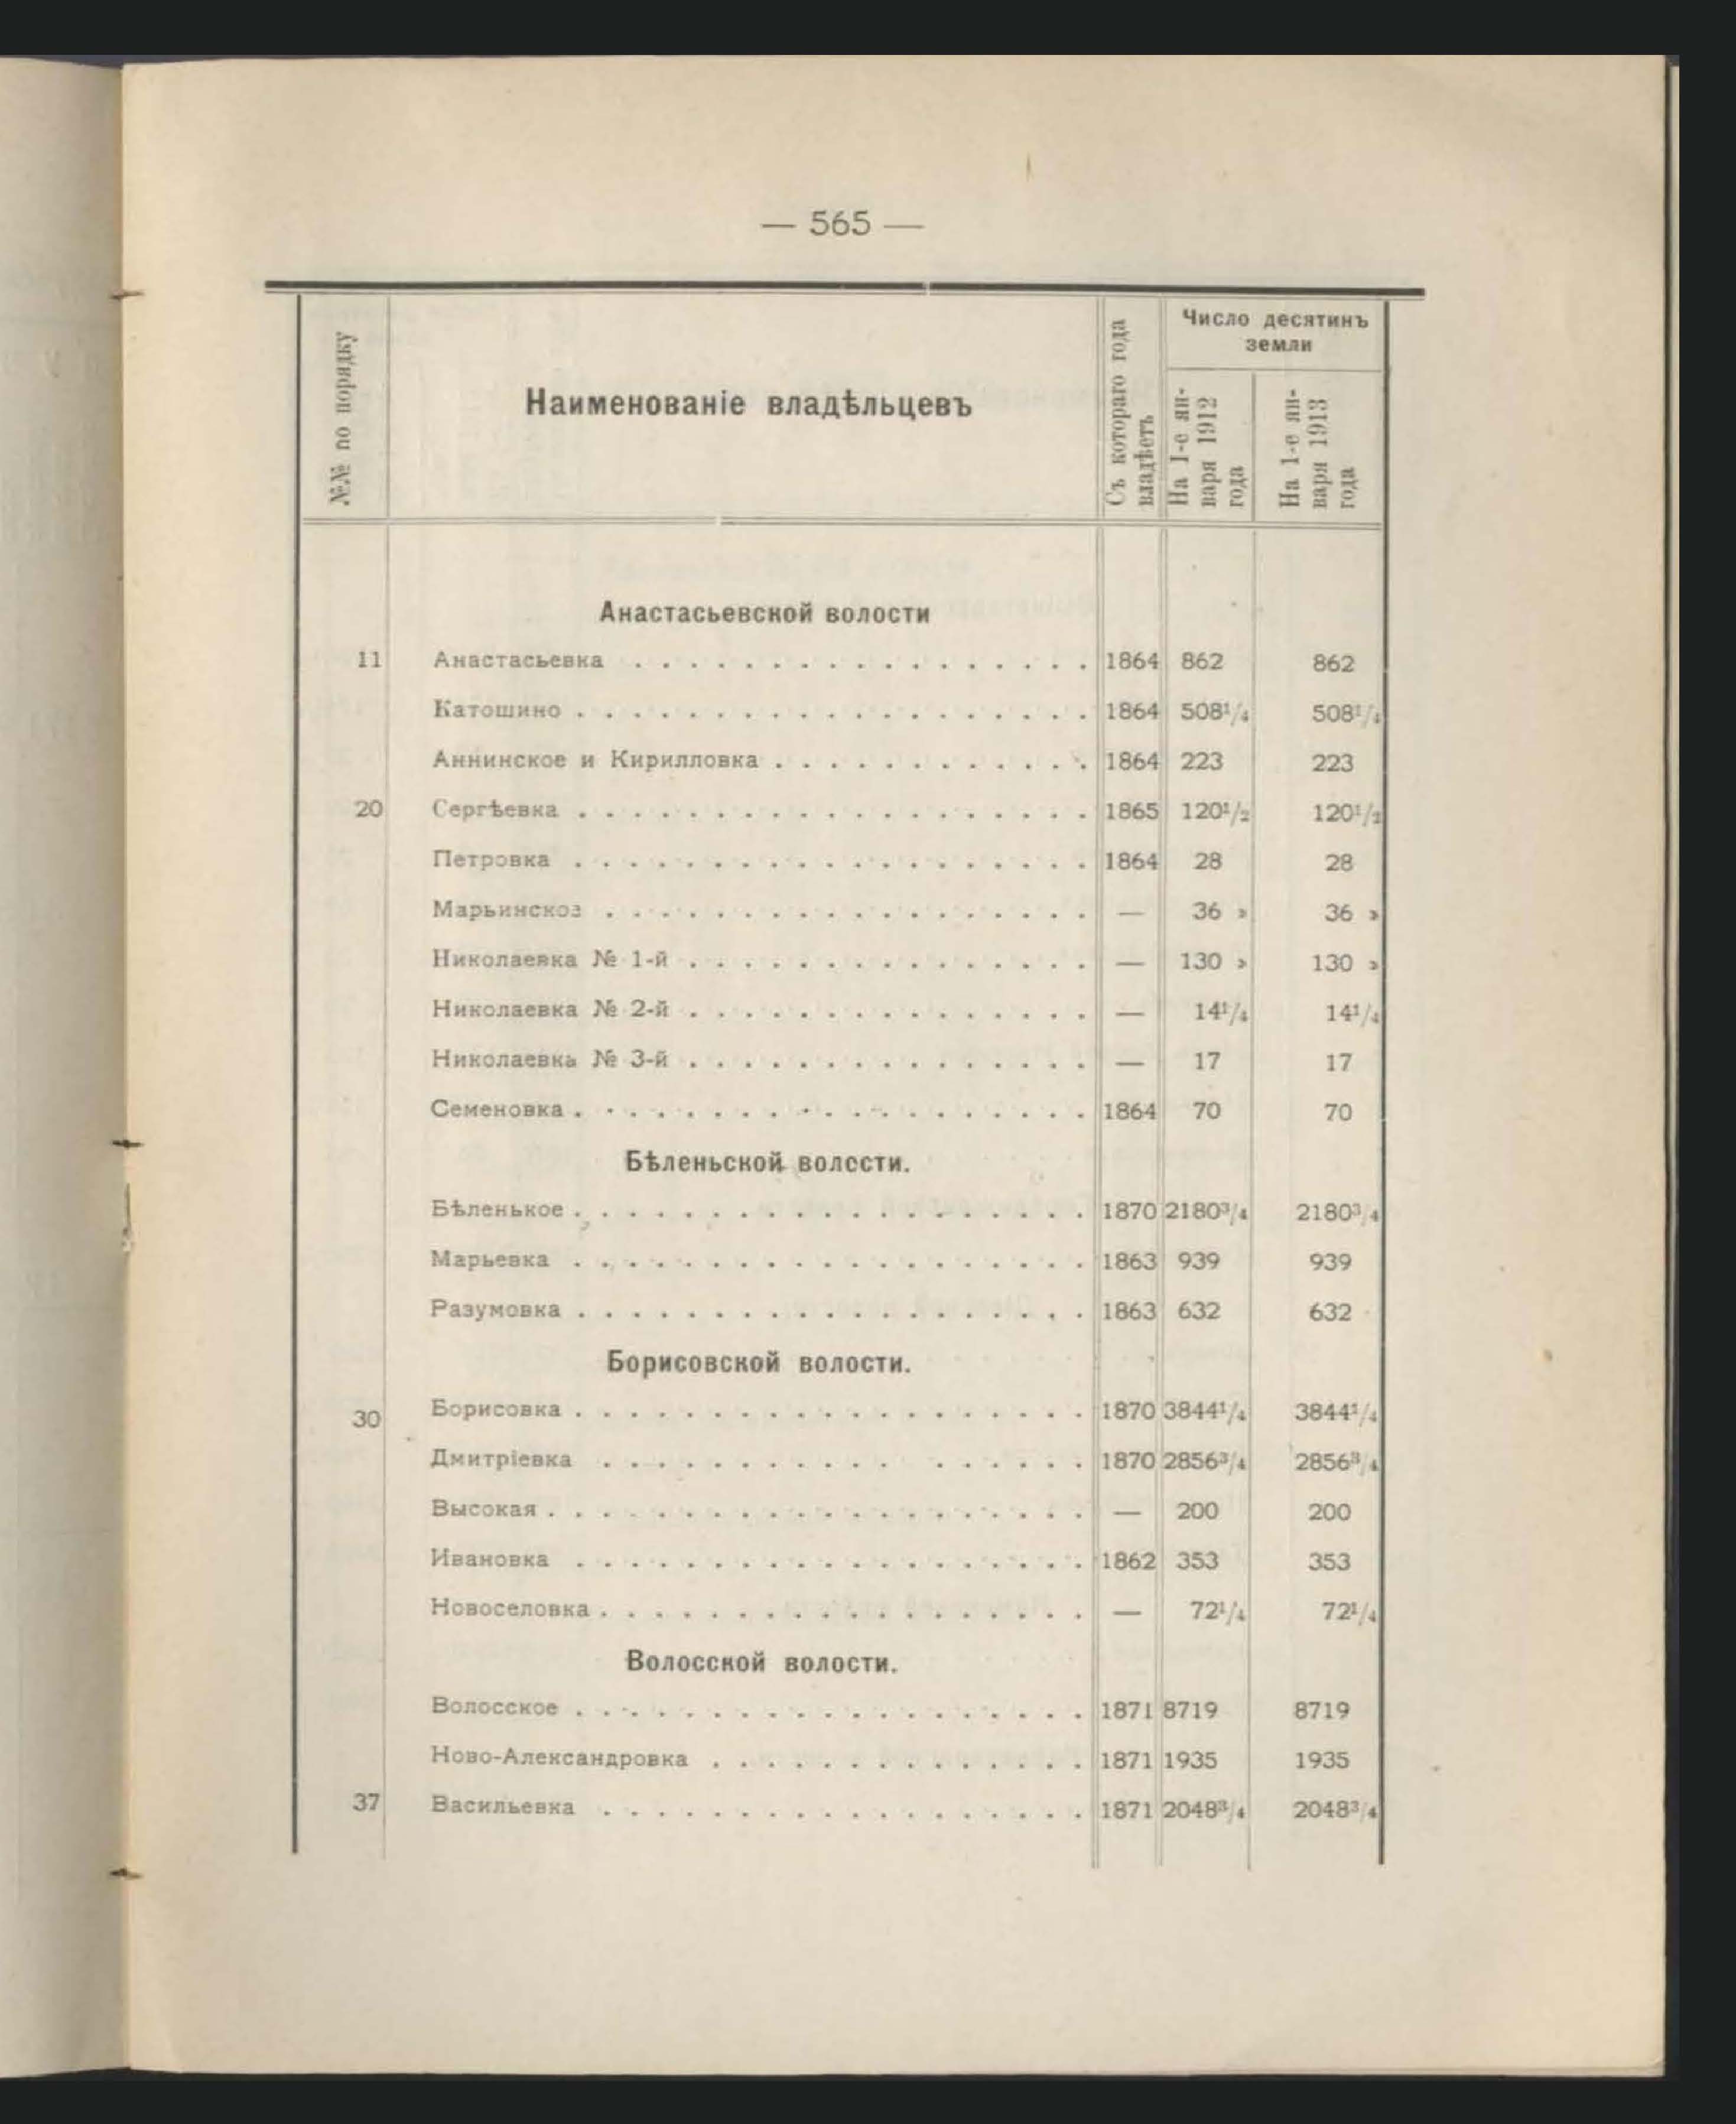 — 565 —
№№ по порядку
Наименованіе владѣльцевъ
Съ котораго года владѣетъ
Число десятинъ земли
На 1-е января 1912 года
На 1-е января 1913 года
Анастасьевской волости
11 Анастасьевка . . . . . . . . . . . . . . . . . 1864 862 862
Катошино . . . . . . . . . . . . . . . . . . . 1864 508¹/₄ 508¹/₄
Аннинское и Кирилловка . . . . . . . . . . . . 1864 223 223
20 Сергѣевка . . . . . . . . . . . . . . . . . . . 1865 120¹/₂ 120¹/₂
Петровка . . . . . . . . . . . . . . . . . . . 1864 28 28
Марьинское . . . . . . . . . . . . . . . . . . — 36 » 36 »
Николаевка № 1-й . . . . . . . . . . . . . . . — 130 » 130 »
Николаевка № 2-й . . . . . . . . . . . . . . . — 14¹/₄ 14¹/₄
Николаевка № 3-й . . . . . . . . . . . . . . . — 17 17
Семеновка . . . . . . . . . . . . . . . . . . . 1864 70 70
Бѣленьской волости.
Бѣленькое . . . . . . . . . . . . . . . . . . . 1870 2180³/₄ 2180³/₄
Марьевка . . . . . . . . . . . . . . . . . . . 1863 939 939
Разумовка . . . . . . . . . . . . . . . . . . . 1863 632 632
Борисовской волости.
30 Борисовка . . . . . . . . . . . . . . . . . . . 1870 3844¹/₄ 3844¹/₄
Дмитріевка . . . . . . . . . . . . . . . . . 1870 2856³/₄ 2856³/₄
Высокая . . . . . . . . . . . . . . . . . . . . — 200 200
Ивановка . . . . . . . . . . . . . . . . . . . 1862 353 353
Новоселовка . . . . . . . . . . . . . . . . . . — 72¹/₄ 72¹/₄
Волосской волости.
Волосское . . . . . . . . . . . . . . . . . . . 1871 8719 8719
Ново-Александровка . . . . . . . . . . . . . . 1871 1935 1935
37 Васильевка . . . . . . . . . . . . . . . . . . 1871 2048³/₄ 2048³/₄